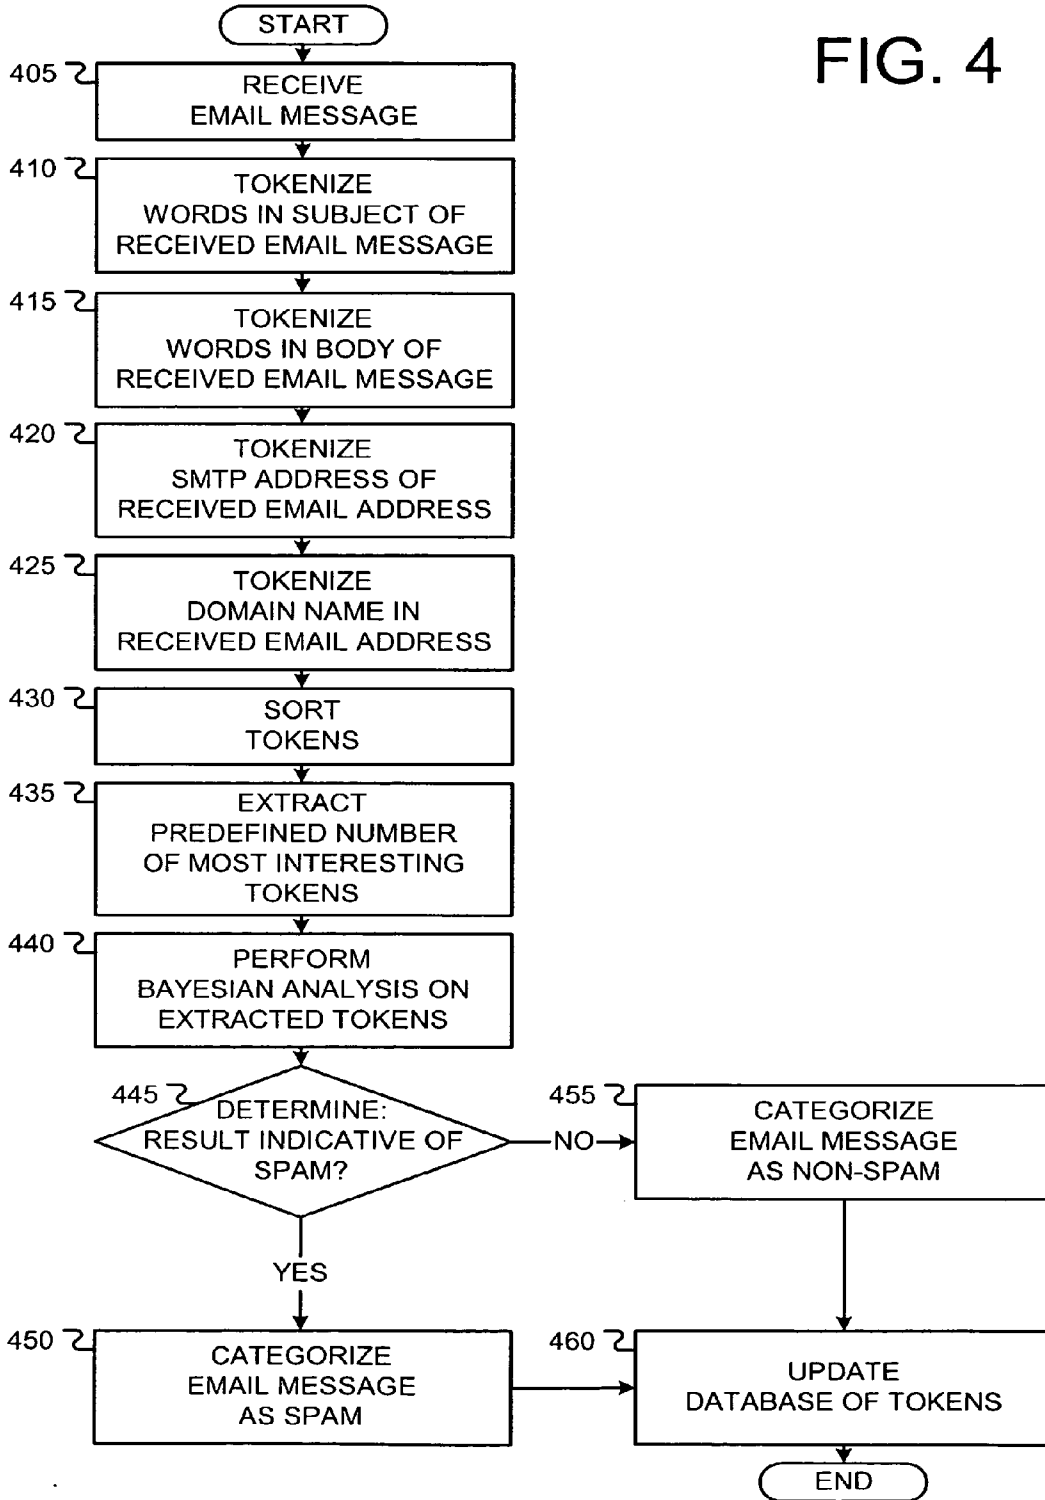 START
FIG. 4
405
RECEIVE
EMAIL MESSAGE
410
TOKENIZE
WORDS IN SUBJECT OF
RECEIVED EMAIL MESSAGE
415
TOKENIZE
WORDS IN BODY OF
RECEIVED EMAIL MESSAGE
420
TOKENIZE
SMTP ADDRESS OF
RECEIVED EMAIL ADDRESS
425
TOKENIZE
DOMAIN NAME IN
RECEIVED EMAIL ADDRESS
430
SORT
TOKENS
435
EXTRACT
PREDEFINED NUMBER
OF MOST INTERESTING
TOKENS
440
PERFORM
BAYESIAN ANALYSIS ON
EXTRACTED TOKENS
445
DETERMINE:
RESULT INDICATIVE OF
SPAM?
NO
455
CATEGORIZE
EMAIL MESSAGE
AS NON-SPAM
YES
450
CATEGORIZE
EMAIL MESSAGE
AS SPAM
460
UPDATE
DATABASE OF TOKENS
END